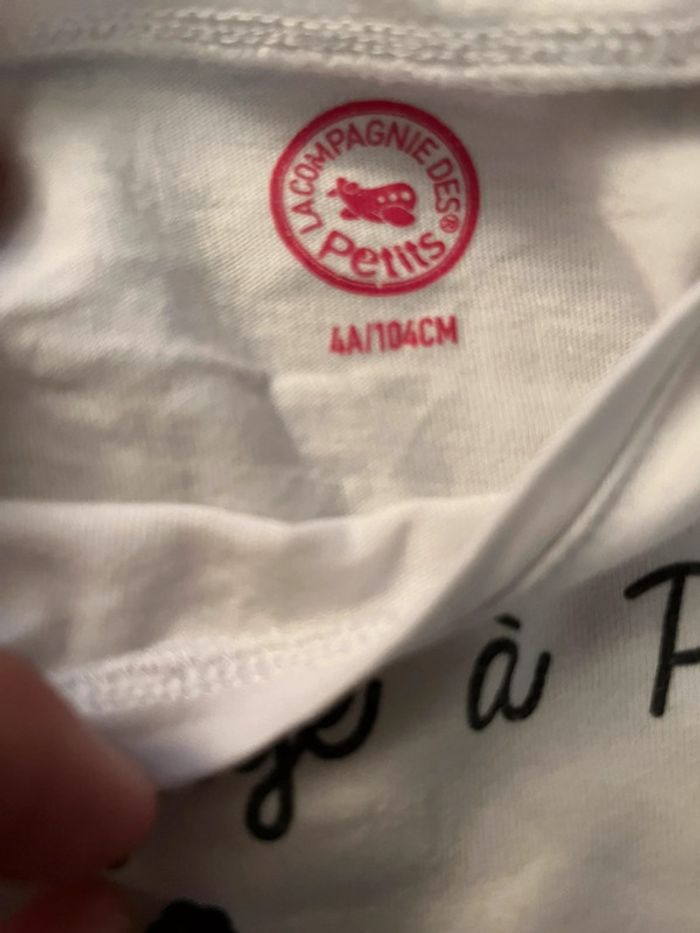 LA COMPAGNIE DES®
Petits
4A/104CM
à